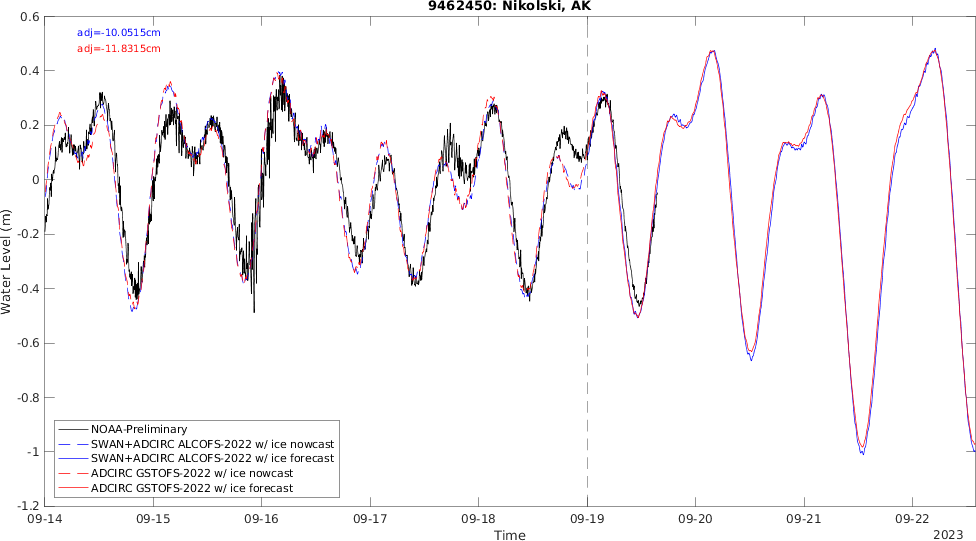 9462450: Nikolski, AK
adj=-10.0515cm
adj=-11.8315cm
0.6
0.4
0.2
0
-0.2
-0.4
-0.6
-0.8
-1
-1.2
Water Level (m)
NOAA-Preliminary
SWAN+ADCIRC ALCOFS-2022 w/ ice nowcast
SWAN+ADCIRC ALCOFS-2022 w/ ice forecast
ADCIRC GSTOFS-2022 w/ ice nowcast
ADCIRC GSTOFS-2022 w/ ice forecast
09-14 09-15 09-16 09-17 09-18 09-19 09-20 09-21 09-22
Time
2023